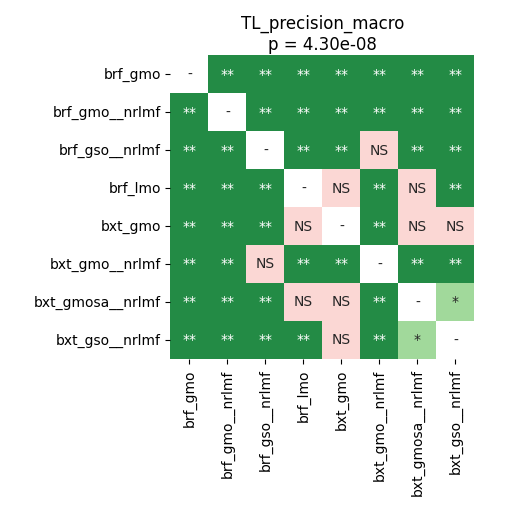 TL_precision_macro
p = 4.30e-08
brf_gmo - ** ** ** ** ** ** **
brf_gmo__nrlmf ** - ** ** ** ** ** **
brf_gso__nrlmf ** ** - ** ** NS ** **
brf_lmo ** ** ** - NS ** NS **
bxt_gmo ** ** ** NS - ** NS NS
bxt_gmo__nrlmf ** ** NS ** ** - ** **
bxt_gmosa__nrlmf ** ** ** NS NS ** - *
bxt_gso__nrlmf ** ** ** ** NS ** * -
brf_gmo
brf_gmo__nrlmf
brf_gso__nrlmf
brf_lmo
bxt_gmo
bxt_gmo__nrlmf
bxt_gmosa__nrlmf
bxt_gso__nrlmf